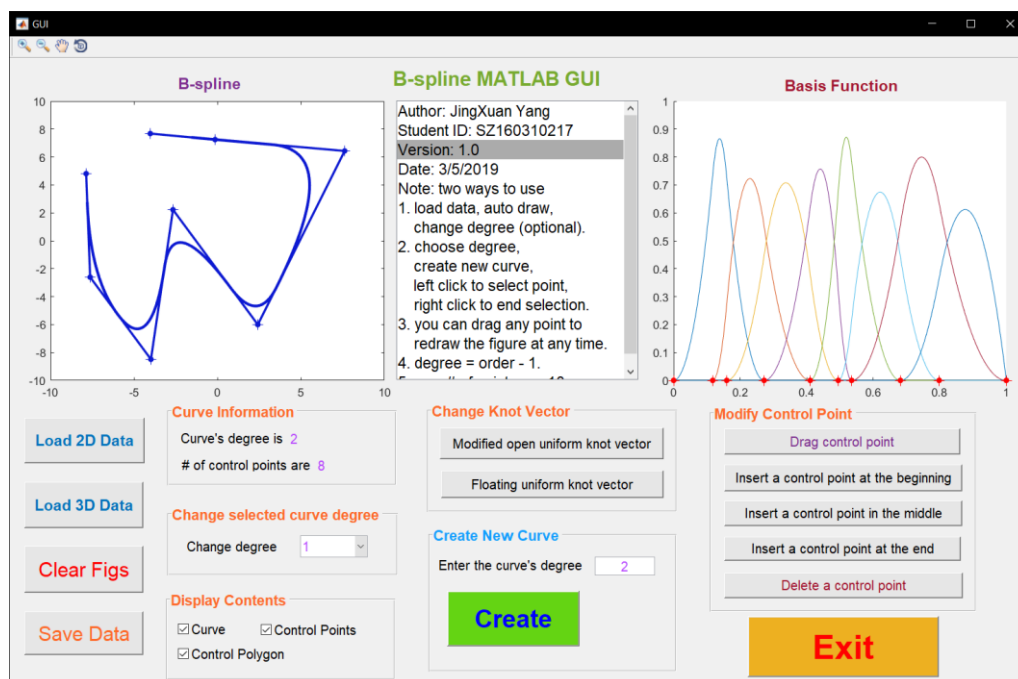 GUI
B-spline
B-spline MATLAB GUI
Basis Function
10
8
6
4
2
0
-2
-4
-6
-8
-10
-10
-5
0
5
10
Author: JingXuan Yang
Student ID: SZ160310217
Version: 1.0
Date: 3/5/2019
Note: two ways to use
1. load data, auto draw,
change degree (optional).
2. choose degree,
create new curve,
left click to select point,
right click to end selection.
3. you can drag any point to
redraw the figure at any time.
4. degree = order - 1.
1
0.9
0.8
0.7
0.6
0.5
0.4
0.3
0.2
0.1
0
0
0.2
0.4
0.6
0.8
1
Load 2D Data
Load 3D Data
Clear Figs
Save Data
Curve Information
Curve's degree is 2
# of control points are 8
Change selected curve degree
Change degree 1
Display Contents
Curve Control Points
Control Polygon
Change Knot Vector
Modified open uniform knot vector
Floating uniform knot vector
Create New Curve
Enter the curve's degree 2
Create
Modify Control Point
Drag control point
Insert a control point at the beginning
Insert a control point in the middle
Insert a control point at the end
Delete a control point
Exit